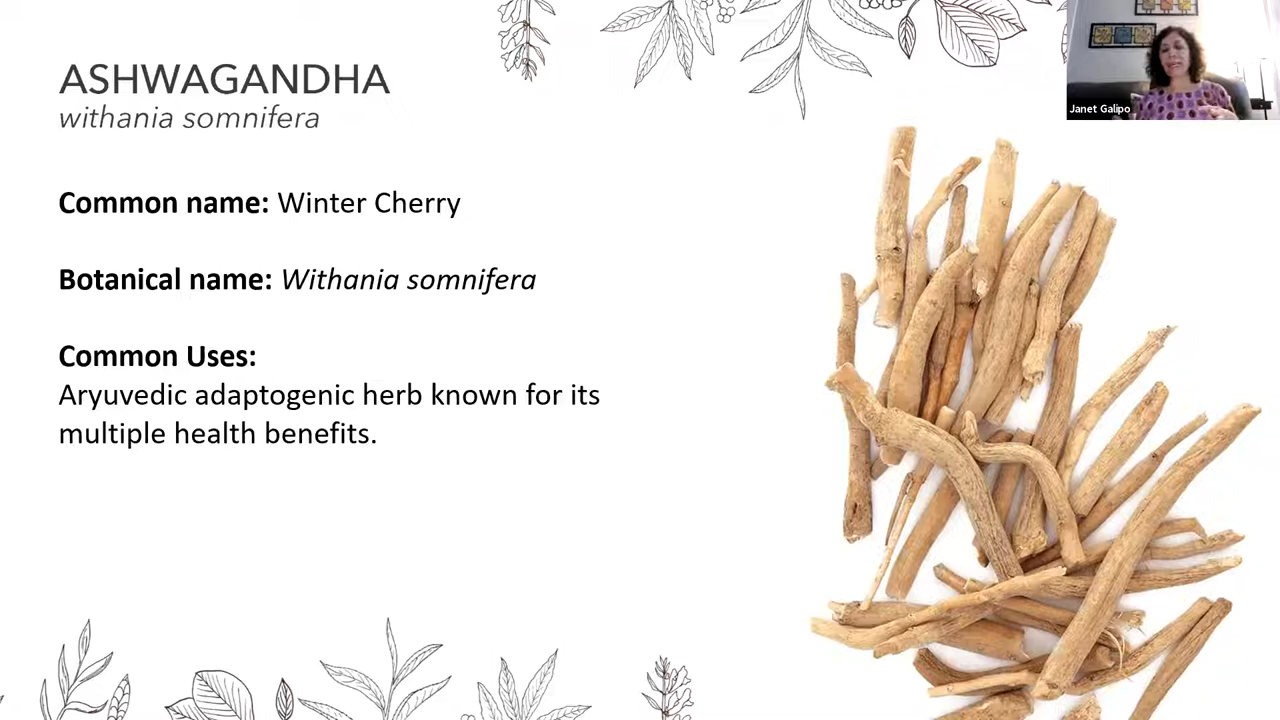 ASHWAGANDHA
withania somnifera
Common name: Winter Cherry
Botanical name: Withania somnifera
Common Uses:
Aryuvedic adaptogenic herb known for its
multiple health benefits.
Janet Galipo